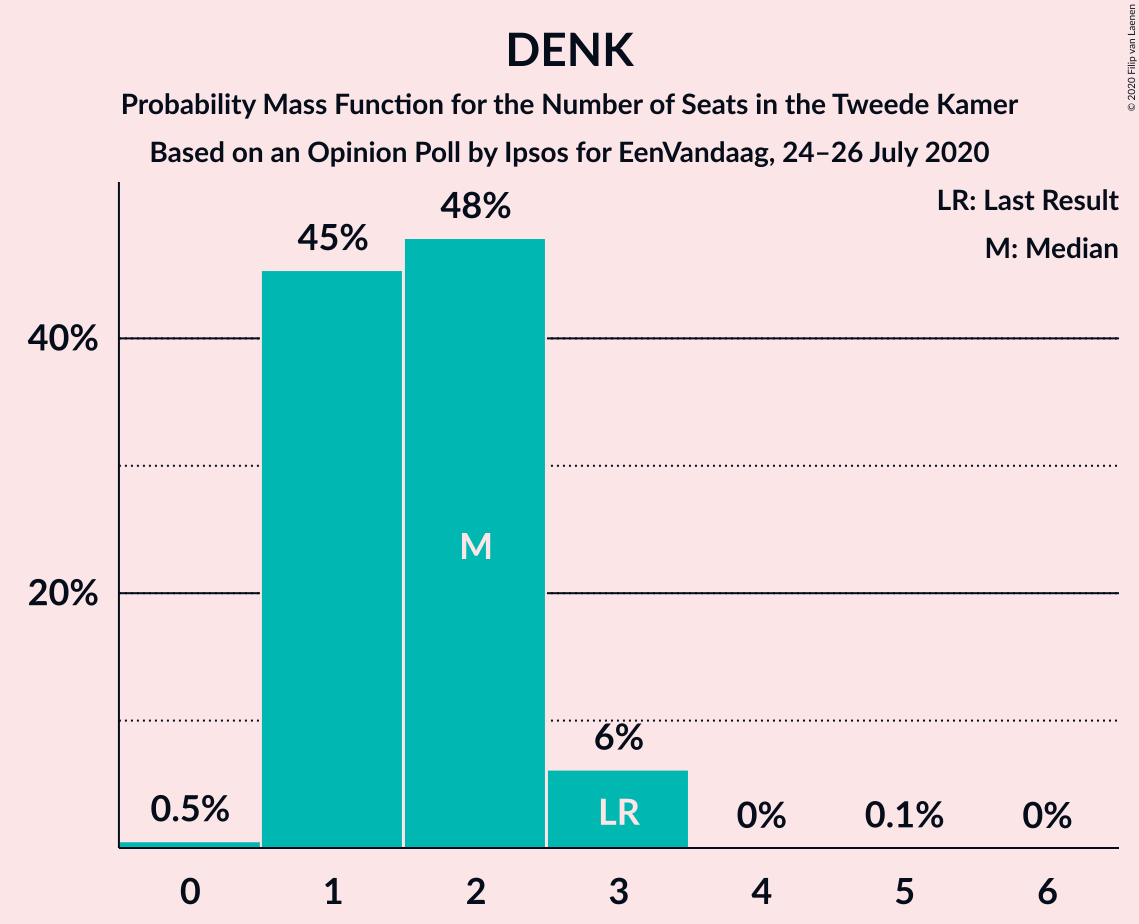 DENK
Probability Mass Function for the Number of Seats in the Tweede Kamer
Based on an Opinion Poll by Ipsos for EenVandaag, 24–26 July 2020
© 2020 Filip van Laenen
LR: Last Result
M: Median
48%
45%
40%
M
20%
6%
LR
0.5%
0%
0.1%
0%
0 1 2 3 4 5 6